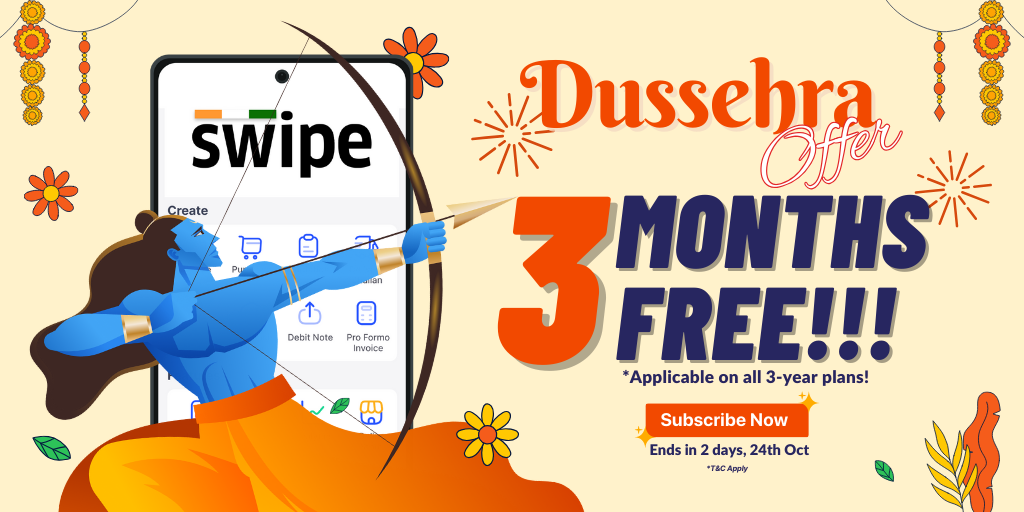 swipe
Dussehra
Offer
3 MONTHS
FREE!!!
*Applicable on all 3-year plans!
Subscribe Now
Ends in 2 days, 24th Oct
*T&C Apply
Create
Debit Note
Pro Formo
Invoice